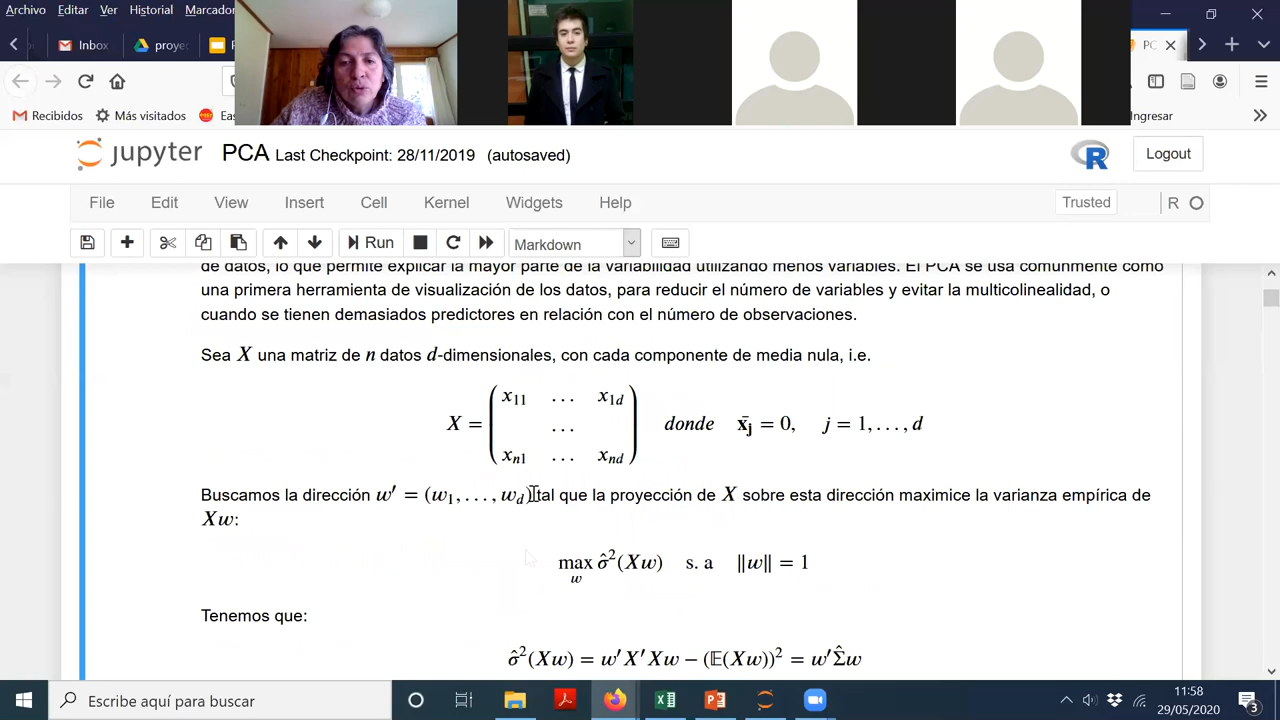 Archivo Editar Ver Historial Marcador
Inbox
proye
PC
Recibidos
Más visitados
Eas
Ingresar
jupyter PCA Last Checkpoint: 28/11/2019 (autosaved)
R
Logout
File Edit View Insert Cell Kernel Widgets Help
Trusted
R
Run
Markdown
de datos, lo que permite explicar la mayor parte de la variabilidad utilizando menos variables. El PCA se usa comúnmente como
una primera herramienta de visualización de los datos, para reducir el número de variables y evitar la multicolinealidad, o
cuando se tienen demasiados predictores en relación con el número de observaciones.
Sea X una matriz de n datos d-dimensionales, con cada componente de media nula, i.e.
x₁₁ … x₁d
X = ( … ) donde x̄ⱼ = 0, j = 1, . . . , d
xₙ₁ … xₙd
Buscamos la dirección w′ = (w₁, . . . , w_d) tal que la proyección de X sobre esta dirección maximice la varianza empírica de
Xw:
max σ̂²(Xw) s. a ‖w‖ = 1
w
Tenemos que:
σ̂²(Xw) = w′X′Xw − (𝔼(Xw))² = w′Σ̂w
Escribe aquí para buscar
11:58
29/05/2020
3